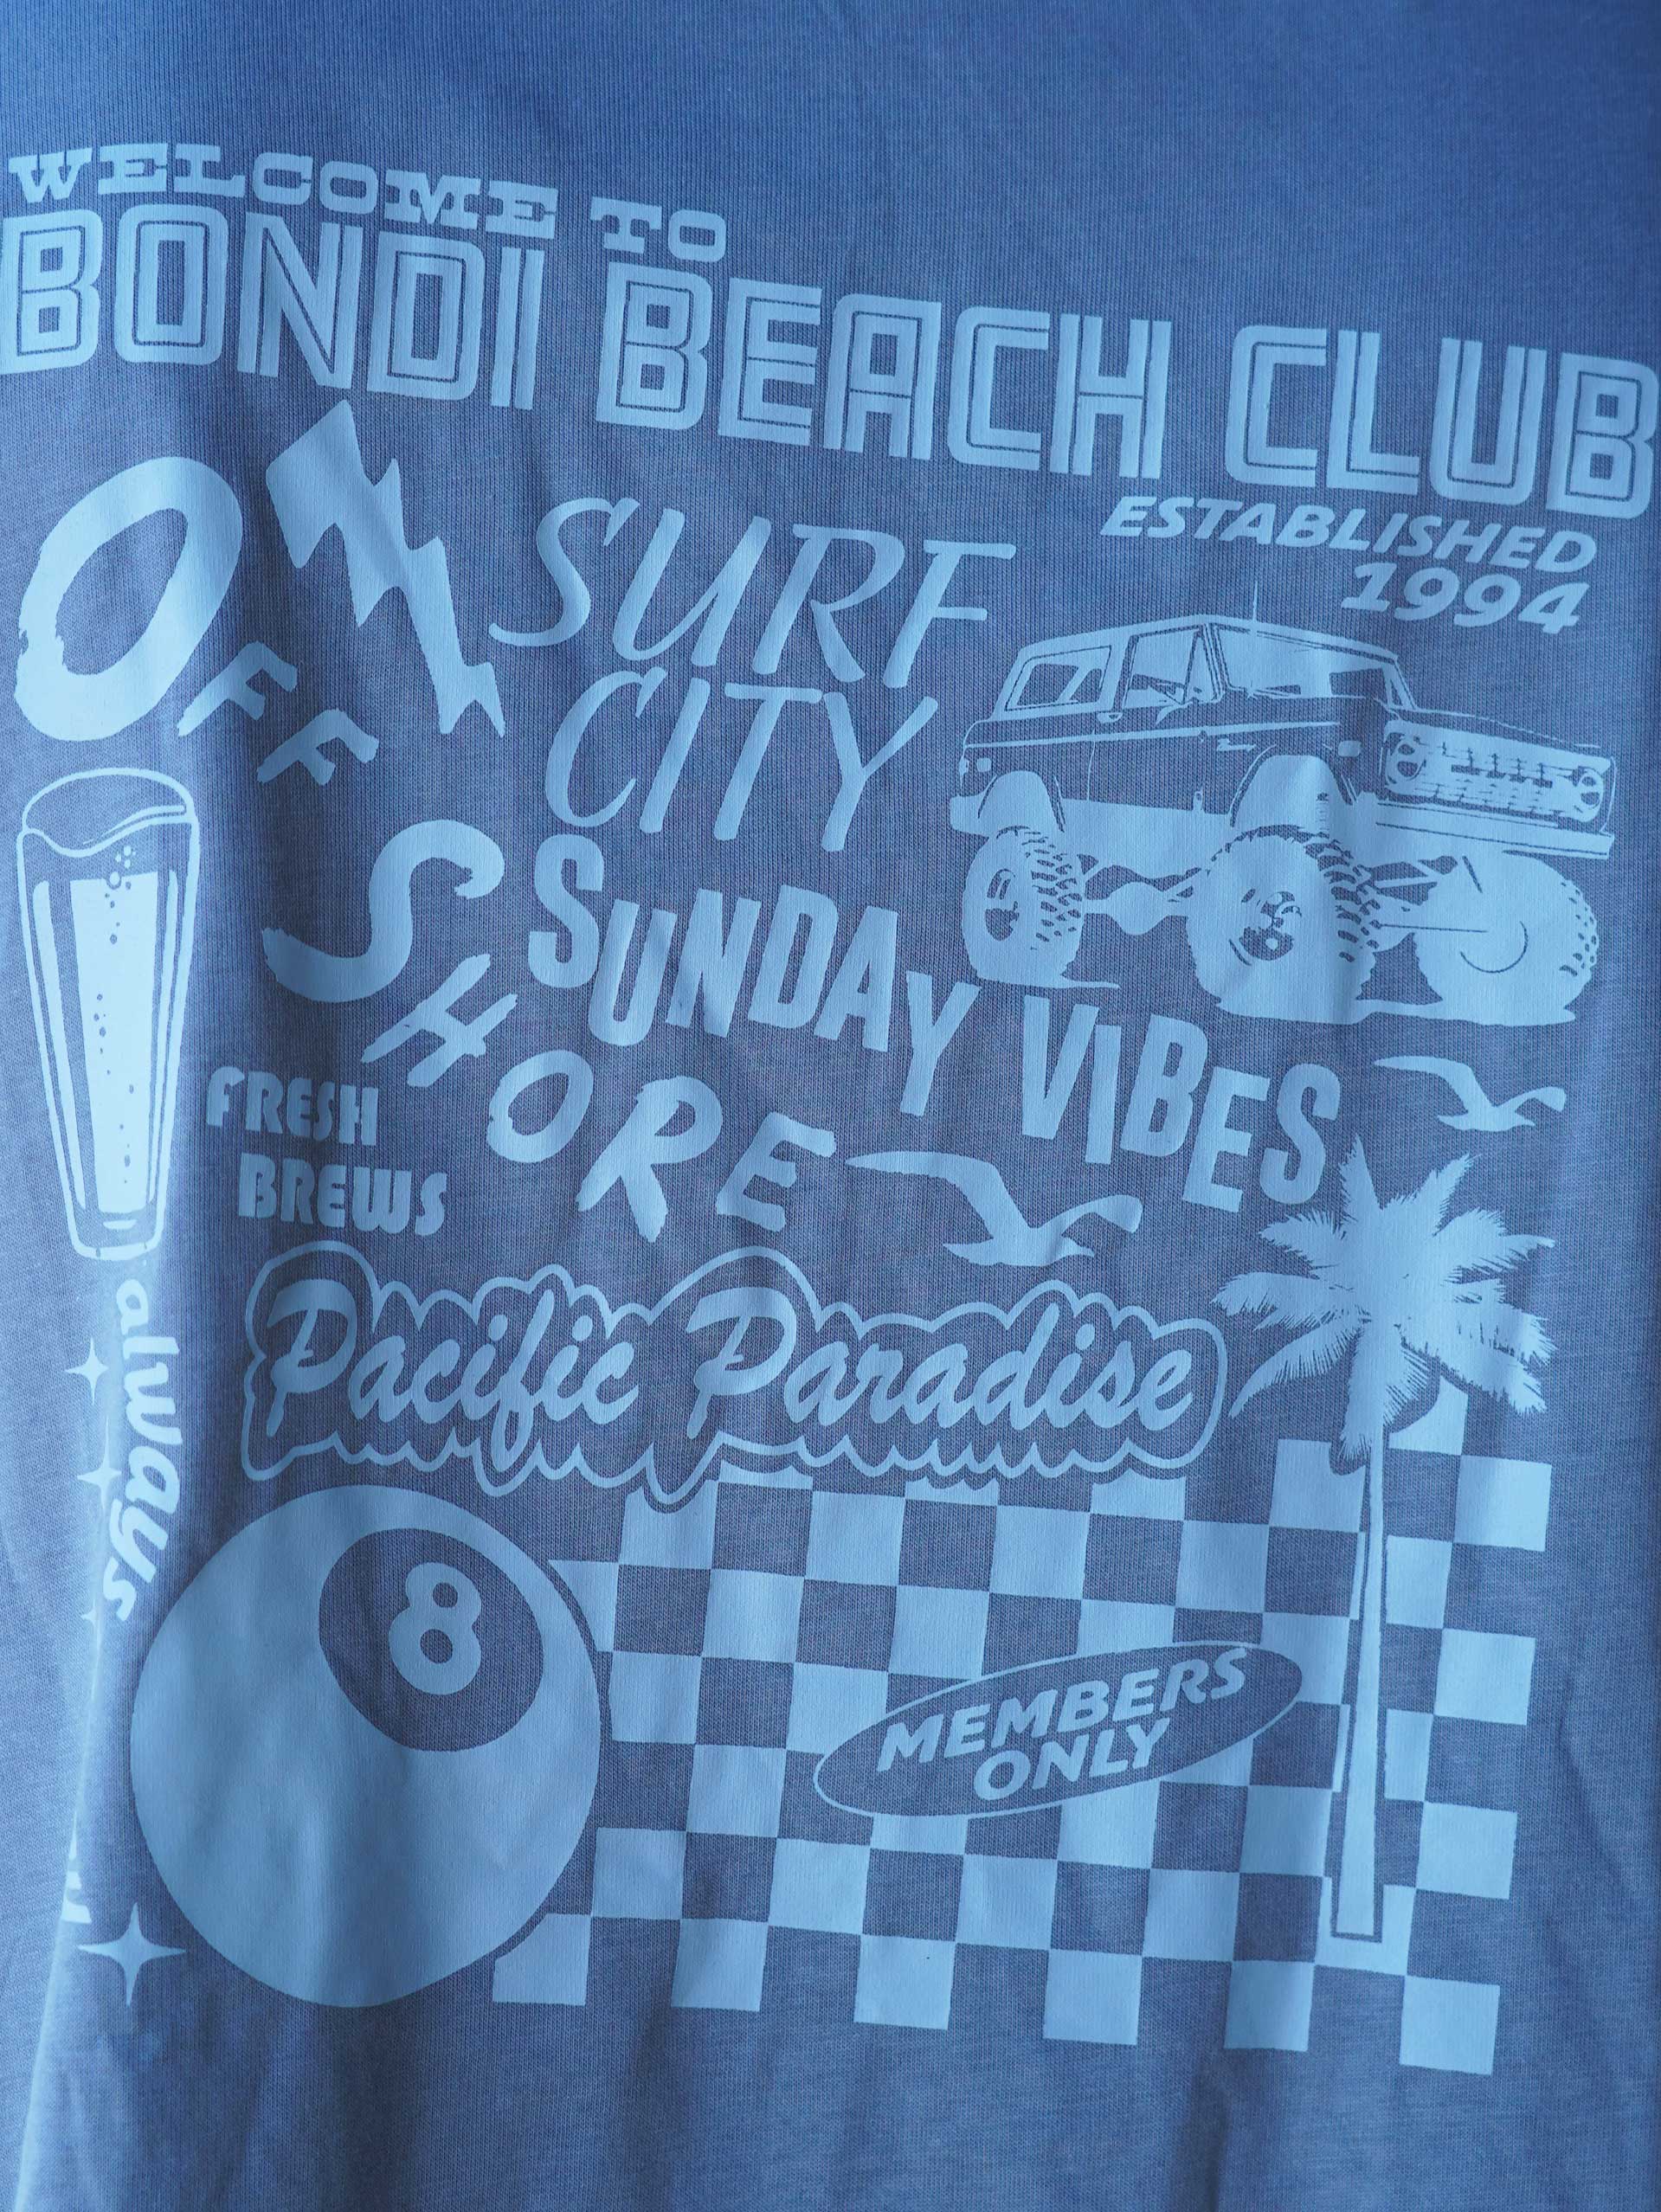 WELCOME TO
BONDI BEACH CLUB
ESTABLISHED
1994
OFF
SHORE
SURF
CITY
SUNDAY VIBES
FRESH
BREWS
always
Pacific Paradise
8
MEMBERS
ONLY